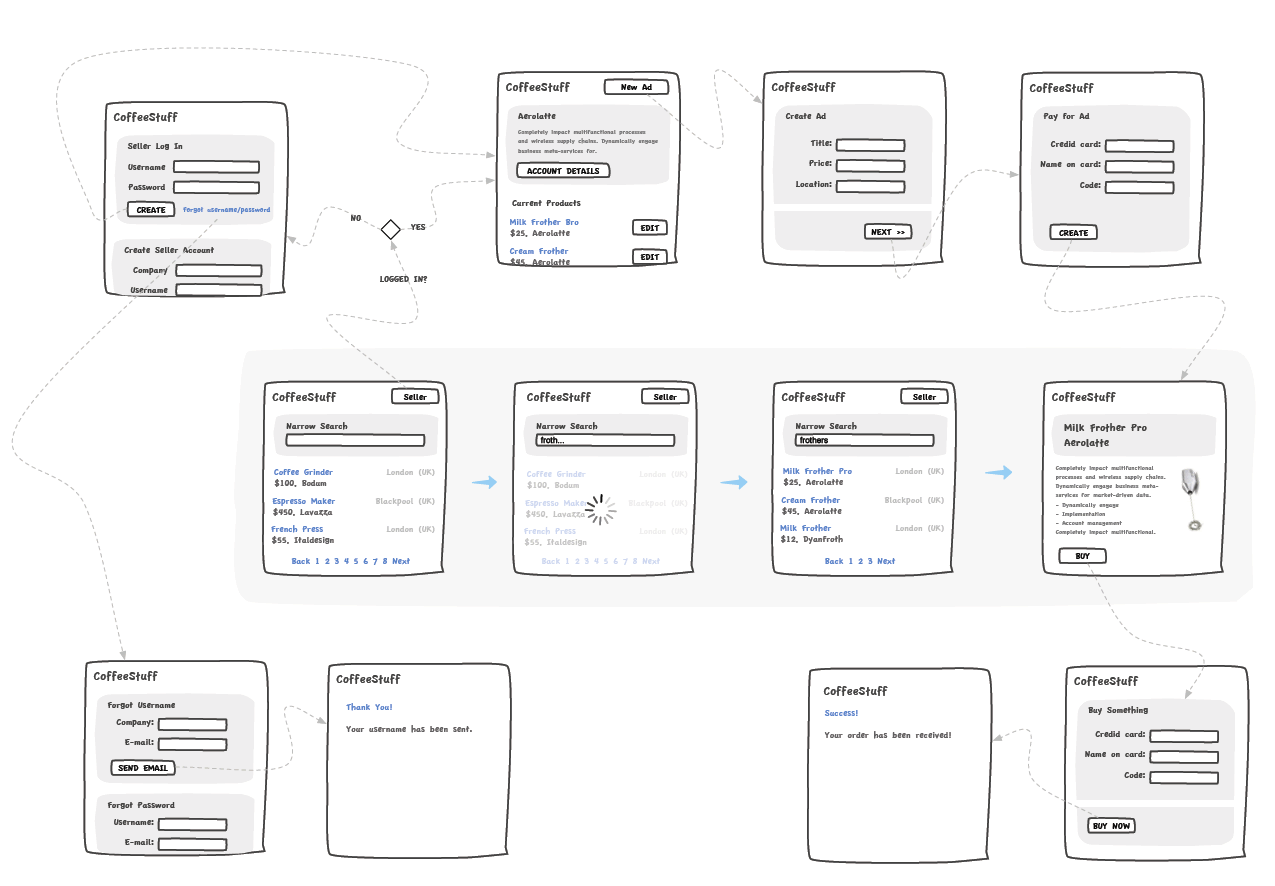 CoffeeStuff
Seller Log In
Username
Password
CREATE
Forgot username/password
Create Seller Account
Company
Username
NO
YES
LOGGED IN?
CoffeeStuff
New Ad
Aerolatte
Completely impact multifunctional processes
and wireless supply chains. Dynamically engage
business meta-services for.
ACCOUNT DETAILS
Current Products
Milk Frother Bro
$25, Aerolatte
EDIT
Cream Frother
$45, Aerolatte
EDIT
CoffeeStuff
Create Ad
Title:
Price:
Location:
NEXT >>
CoffeeStuff
Pay for Ad
Credid card:
Name on card:
Code:
CREATE
CoffeeStuff
Seller
Narrow Search
Coffee Grinder
London (UK)
$100, Bodum
Espresso Maker
Blackpool (UK)
$450, Lavazza
French Press
London (UK)
$55, Italdesign
Back 1 2 3 4 5 6 7 8 Next
CoffeeStuff
Seller
Narrow Search
froth...
Coffee Grinder
London (UK)
$100, Bodum
Espresso Maker
Blackpool (UK)
$450, Lavazza
French Press
London (UK)
$55, Italdesign
Back 1 2 3 4 5 6 7 8 Next
CoffeeStuff
Seller
Narrow Search
frothers
Milk Frother Pro
London (UK)
$25, Aerolatte
Cream Frother
Blackpool (UK)
$45, Aerolatte
Milk Frother
London (UK)
$12, Dyanfroth
Back 1 2 3 Next
CoffeeStuff
Milk Frother Pro
Aerolatte
Completely impact multifunctional
processes and wireless supply chains.
Dynamically engage business meta-
services for market-driven data.
- Dynamically engage
- Implementation
- Account management
Completely impact multifunctional.
BUY
CoffeeStuff
Forgot Username
Company:
E-mail:
SEND EMAIL
Forgot Password
Username:
E-mail:
CoffeeStuff
Thank You!
Your username has been sent.
CoffeeStuff
Success!
Your order has been received!
CoffeeStuff
Buy Something
Credid card:
Name on card:
Code:
BUY NOW